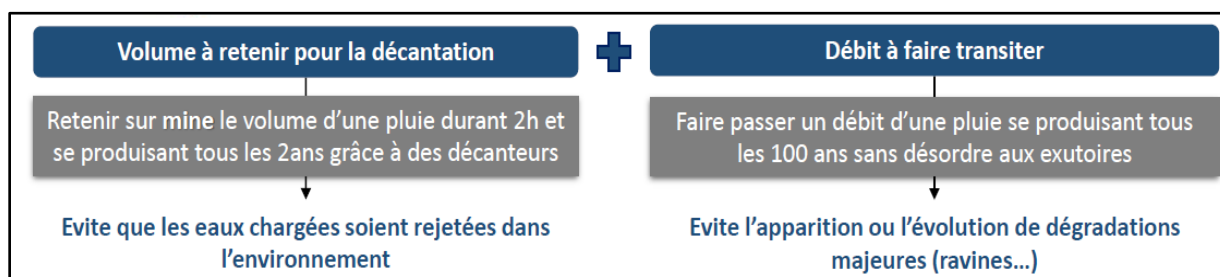 Volume à retenir pour la décantation
Retenir sur mine le volume d'une pluie durant 2h et
se produisant tous les 2ans grâce à des décanteurs
Evite que les eaux chargées soient rejetées dans
l'environnement
Débit à faire transiter
Faire passer un débit d'une pluie se produisant tous
les 100 ans sans désordre aux exutoires
Evite l'apparition ou l'évolution de dégradations
majeures (ravines...)